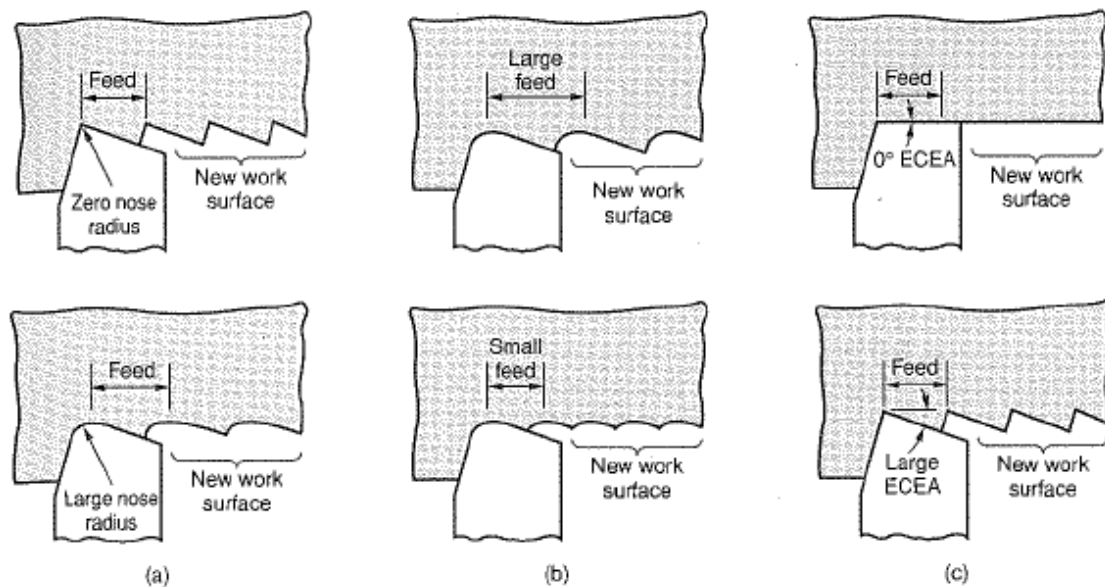 Feed
Zero nose
radius
New work
surface
Large
feed
New work
surface
Feed
0° ECEA
New work
surface
Feed
Large nose
radius
New work
surface
Small
feed
New work
surface
Feed
Large
ECEA
New work
surface
(a)
(b)
(c)